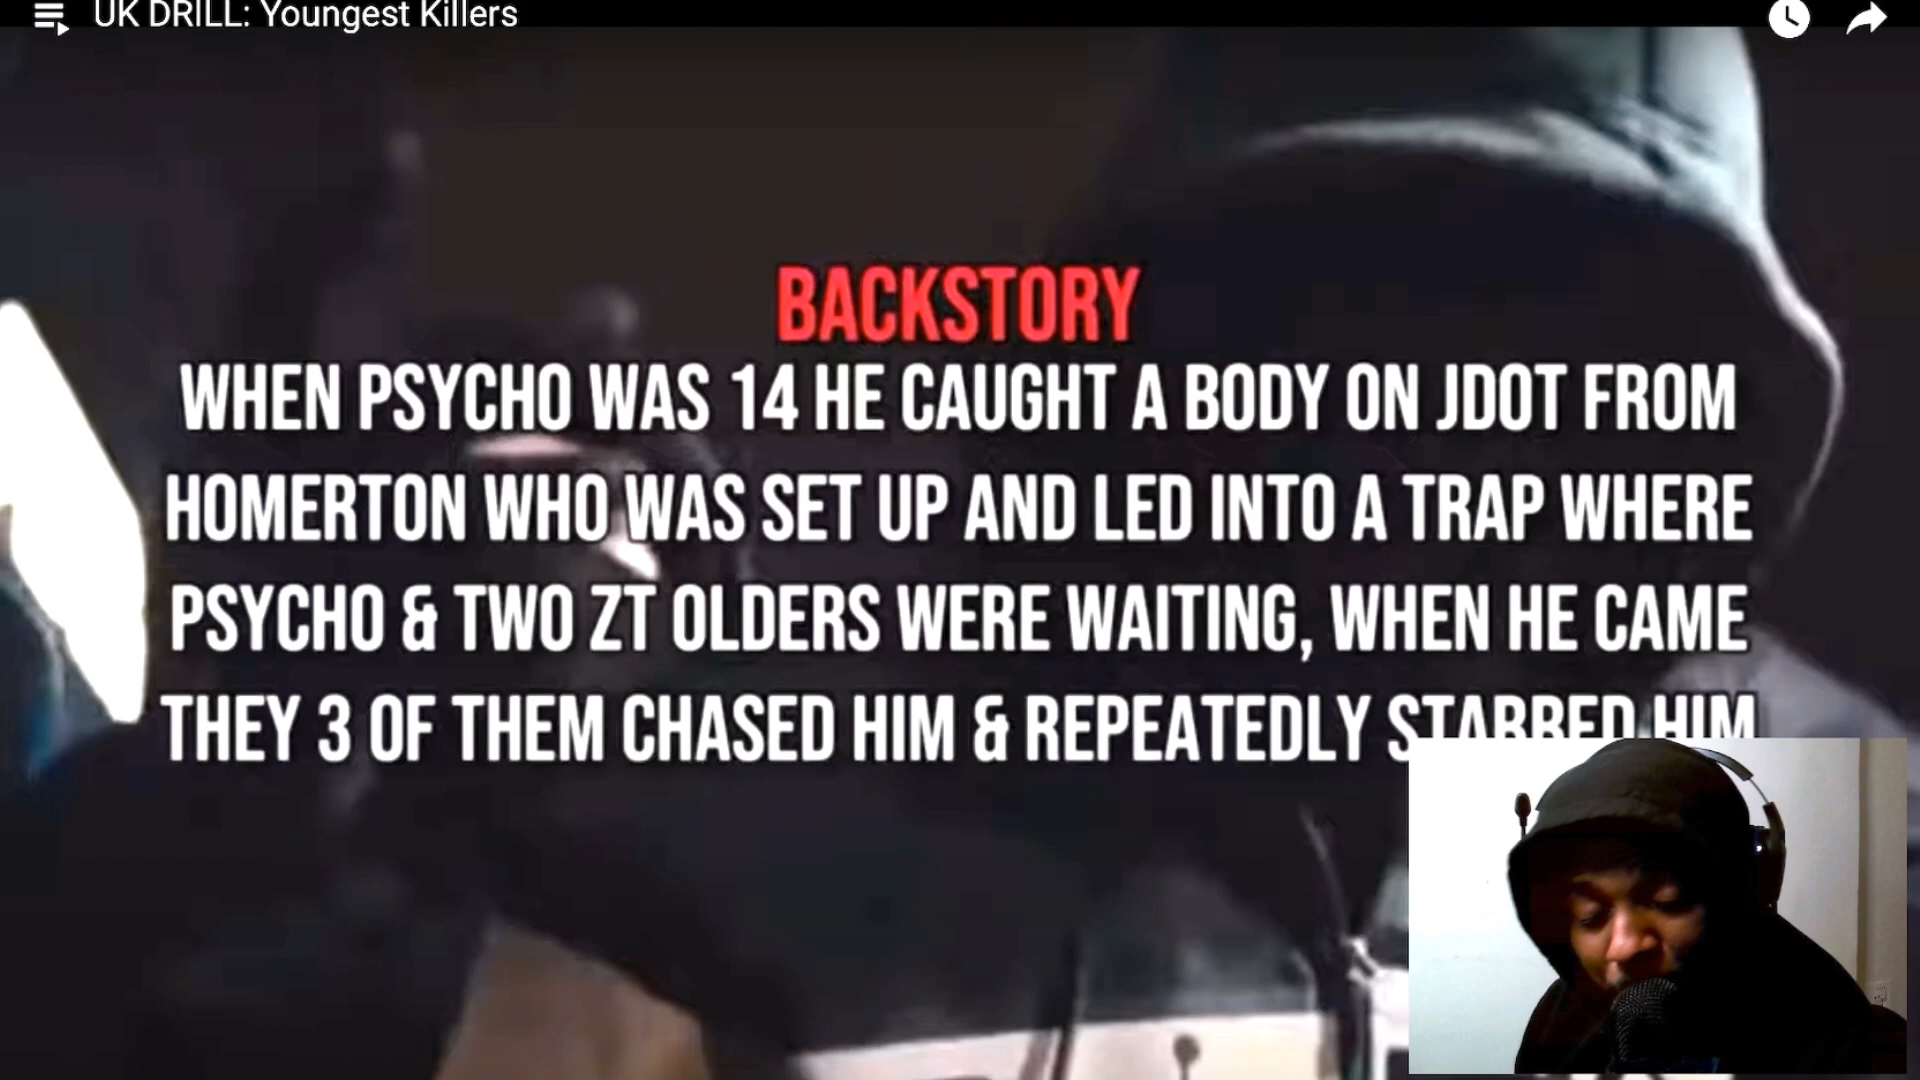 UK DRILL: Youngest Killers
BACKSTORY
WHEN PSYCHO WAS 14 HE CAUGHT A BODY ON JDOT FROM
HOMERTON WHO WAS SET UP AND LED INTO A TRAP WHERE
PSYCHO & TWO ZT OLDERS WERE WAITING, WHEN HE CAME
THEY 3 OF THEM CHASED HIM & REPEATEDLY STABBED HIM